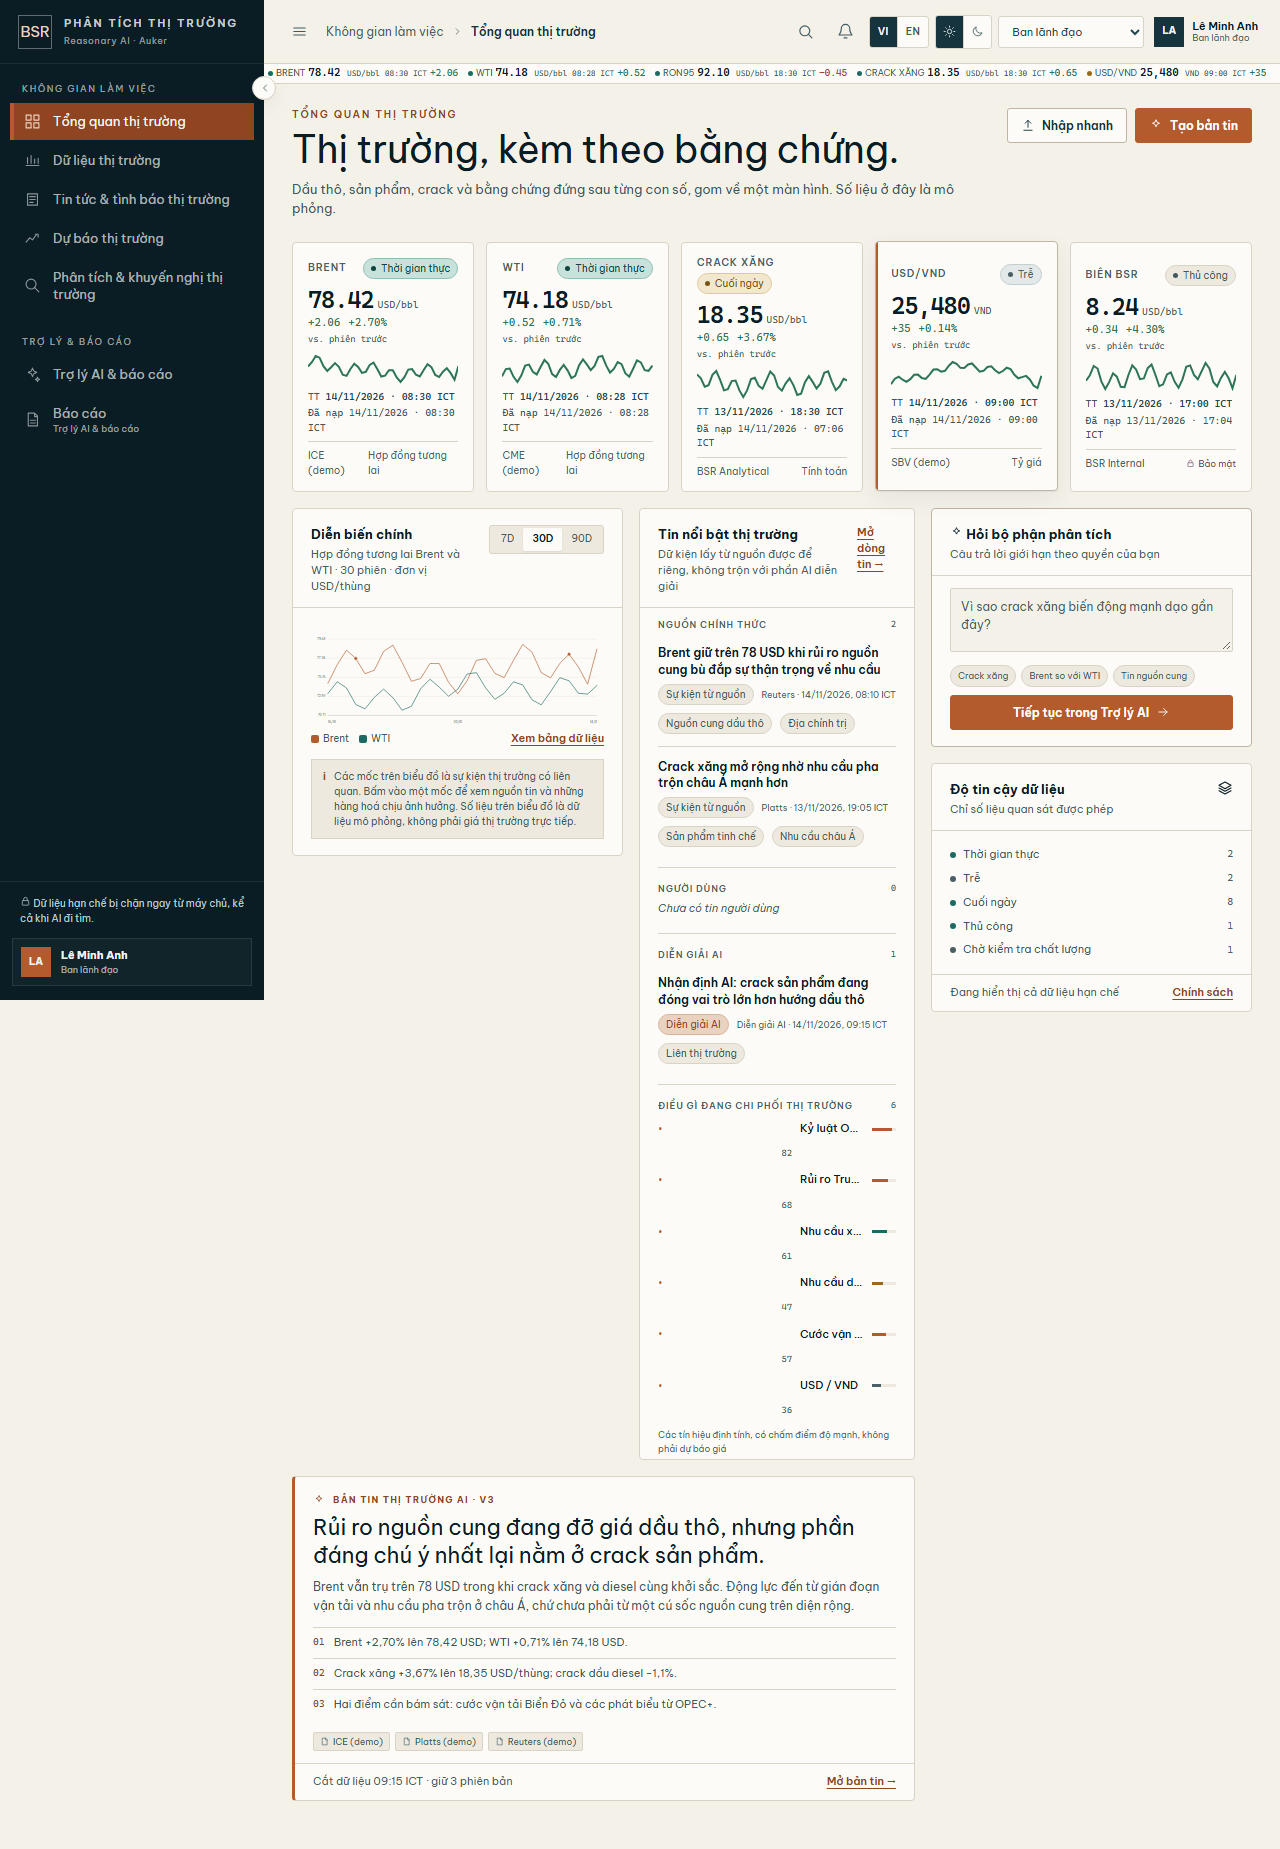 BSR
PHÂN TÍCH THỊ TRƯỜNG
Reasonary AI · Auker
KHÔNG GIAN LÀM VIỆC
Tổng quan thị trường
Dữ liệu thị trường
Tin tức & tình báo thị trường
Dự báo thị trường
Phân tích & khuyến nghị thị
trường
TRỢ LÝ & BÁO CÁO
Trợ lý AI & báo cáo
Báo cáo
Trợ lý AI & báo cáo
Dữ liệu hạn chế bị chặn ngay từ máy chủ, kể
cả khi AI đi tìm.
LA
Lê Minh Anh
Ban lãnh đạo
Không gian làm việc
Tổng quan thị trường
VI EN
Ban lãnh đạo
LA
Lê Minh Anh
Ban lãnh đạo
BRENT 78.42 USD/bbl 08:30 ICT +2.06
WTI 74.18 USD/bbl 08:28 ICT +0.52
RON95 92.10 USD/bbl 18:30 ICT −0.45
CRACK XĂNG 18.35 USD/bbl 18:30 ICT +0.65
USD/VND 25,480 VND 09:00 ICT +35
TỔNG QUAN THỊ TRƯỜNG
Thị trường, kèm theo bằng chứng.
Dầu thô, sản phẩm, crack và bằng chứng đứng sau từng con số, gom về một màn hình. Số liệu ở đây là mô
phỏng.
Nhập nhanh
Tạo bản tin
BRENT
Thời gian thực
78.42 USD/bbl
+2.06 +2.70%
vs. phiên trước
TT 14/11/2026 · 08:30 ICT
Đã nạp 14/11/2026 · 08:30
ICT
ICE
(demo)
Hợp đồng tương
lai
WTI
Thời gian thực
74.18 USD/bbl
+0.52 +0.71%
vs. phiên trước
TT 14/11/2026 · 08:28 ICT
Đã nạp 14/11/2026 · 08:28
ICT
CME
(demo)
Hợp đồng tương
lai
CRACK XĂNG
Cuối ngày
18.35 USD/bbl
+0.65 +3.67%
vs. phiên trước
TT 13/11/2026 · 18:30 ICT
Đã nạp 14/11/2026 · 07:06
ICT
BSR Analytical
Tính toán
USD/VND
Trễ
25,480 VND
+35 +0.14%
vs. phiên trước
TT 14/11/2026 · 09:00 ICT
Đã nạp 14/11/2026 · 09:00
ICT
SBV (demo)
Tỷ giá
BIÊN BSR
Thủ công
8.24 USD/bbl
+0.34 +4.30%
vs. phiên trước
TT 13/11/2026 · 17:00 ICT
Đã nạp 13/11/2026 · 17:04
ICT
BSR Internal
Bảo mật
Diễn biến chính
Hợp đồng tương lai Brent và
WTI · 30 phiên · đơn vị
USD/thùng
7D 30D 90D
Brent
WTI
Xem bảng dữ liệu
i
Các mốc trên biểu đồ là sự kiện thị trường có liên
quan. Bấm vào một mốc để xem nguồn tin và những
hàng hoá chịu ảnh hưởng. Số liệu trên biểu đồ là dữ
liệu mô phỏng, không phải giá thị trường trực tiếp.
Tin nổi bật thị trường
Dữ kiện lấy từ nguồn được để
riêng, không trộn với phần AI diễn
giải
Mở
dòng
tin →
NGUỒN CHÍNH THỨC 2
Brent giữ trên 78 USD khi rủi ro nguồn
cung bù đắp sự thận trọng về nhu cầu
Sự kiện từ nguồn
Reuters · 14/11/2026, 08:10 ICT
Nguồn cung dầu thô
Địa chính trị
Crack xăng mở rộng nhờ nhu cầu pha
trộn châu Á mạnh hơn
Sự kiện từ nguồn
Platts · 13/11/2026, 19:05 ICT
Sản phẩm tinh chế
Nhu cầu châu Á
NGƯỜI DÙNG 0
Chưa có tin người dùng
DIỄN GIẢI AI 1
Nhận định AI: crack sản phẩm đang
đóng vai trò lớn hơn hướng dầu thô
Diễn giải AI
Diễn giải AI · 14/11/2026, 09:15 ICT
Liên thị trường
ĐIỀU GÌ ĐANG CHI PHỐI THỊ TRƯỜNG 6
Kỷ luật O...
82
Rủi ro Tru...
68
Nhu cầu x...
61
Nhu cầu d...
47
Cước vận ...
57
USD / VND
36
Các tín hiệu định tính, có chấm điểm độ mạnh, không
phải dự báo giá
Hỏi bộ phận phân tích
Câu trả lời giới hạn theo quyền của bạn
Vì sao crack xăng biến động mạnh dạo gần
đây?
Crack xăng
Brent so với WTI
Tin nguồn cung
Tiếp tục trong Trợ lý AI →
Độ tin cậy dữ liệu
Chỉ số liệu quan sát được phép
Thời gian thực 2
Trễ 2
Cuối ngày 8
Thủ công 1
Chờ kiểm tra chất lượng 1
Đang hiển thị cả dữ liệu hạn chế
Chính sách
BẢN TIN THỊ TRƯỜNG AI · V3
Rủi ro nguồn cung đang đỡ giá dầu thô, nhưng phần
đáng chú ý nhất lại nằm ở crack sản phẩm.
Brent vẫn trụ trên 78 USD trong khi crack xăng và diesel cùng khởi sắc. Động lực đến từ gián đoạn
vận tải và nhu cầu pha trộn ở châu Á, chứ chưa phải từ một cú sốc nguồn cung trên diện rộng.
01 Brent +2,70% lên 78,42 USD; WTI +0,71% lên 74,18 USD.
02 Crack xăng +3,67% lên 18,35 USD/thùng; crack dầu diesel −1,1%.
03 Hai điểm cần bám sát: cước vận tải Biển Đỏ và các phát biểu từ OPEC+.
ICE (demo)
Platts (demo)
Reuters (demo)
Cắt dữ liệu 09:15 ICT · giữ 3 phiên bản
Mở bản tin →